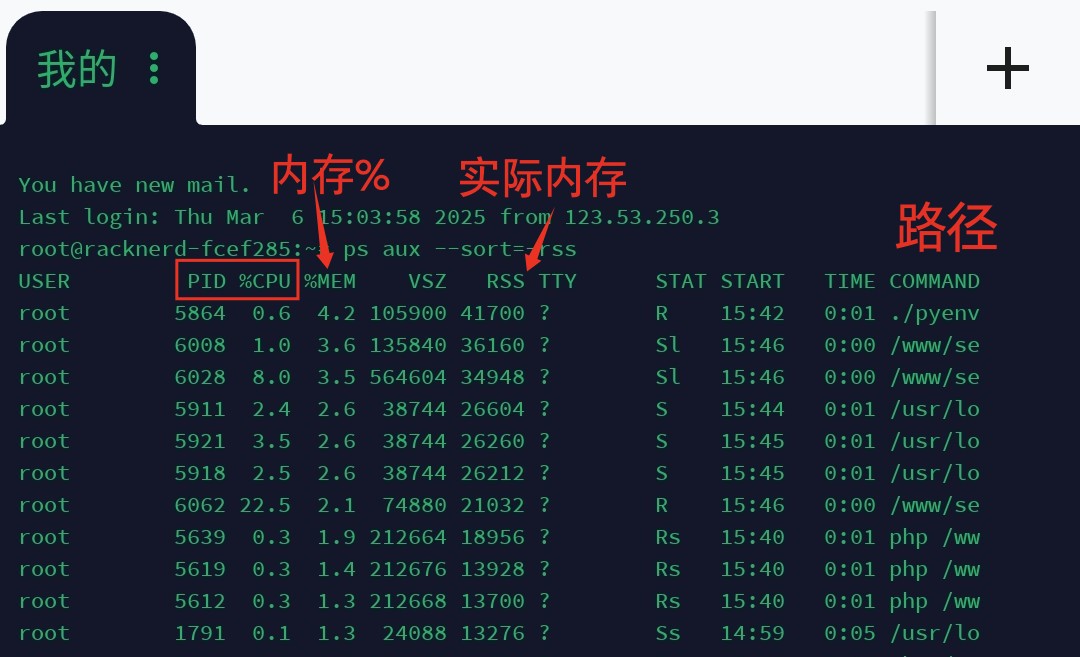 我的
You have new mail.
内存%
实际内存
Last login: Thu Mar  6 15:03:58 2025 from 123.53.250.3
路径
root@racknerd-fcef285:~# ps aux --sort=-rss
USER         PID %CPU %MEM    VSZ   RSS TTY      STAT START   TIME COMMAND
root        5864  0.6  4.2 105900 41700 ?        R    15:42   0:01 ./pyenv
root        6008  1.0  3.6 135840 36160 ?        Sl   15:46   0:00 /www/se
root        6028  8.0  3.5 564604 34948 ?        Sl   15:46   0:00 /www/se
root        5911  2.4  2.6  38744 26604 ?        S    15:44   0:01 /usr/lo
root        5921  3.5  2.6  38744 26260 ?        S    15:45   0:01 /usr/lo
root        5918  2.5  2.6  38744 26212 ?        S    15:45   0:01 /usr/lo
root        6062 22.5  2.1  74880 21032 ?        R    15:46   0:00 /www/se
root        5639  0.3  1.9 212664 18956 ?        Rs   15:40   0:01 php /ww
root        5619  0.3  1.4 212676 13928 ?        Rs   15:40   0:01 php /ww
root        5612  0.3  1.3 212668 13700 ?        Rs   15:40   0:01 php /ww
root        1791  0.1  1.3  24088 13276 ?        Ss   14:59   0:05 /usr/lo